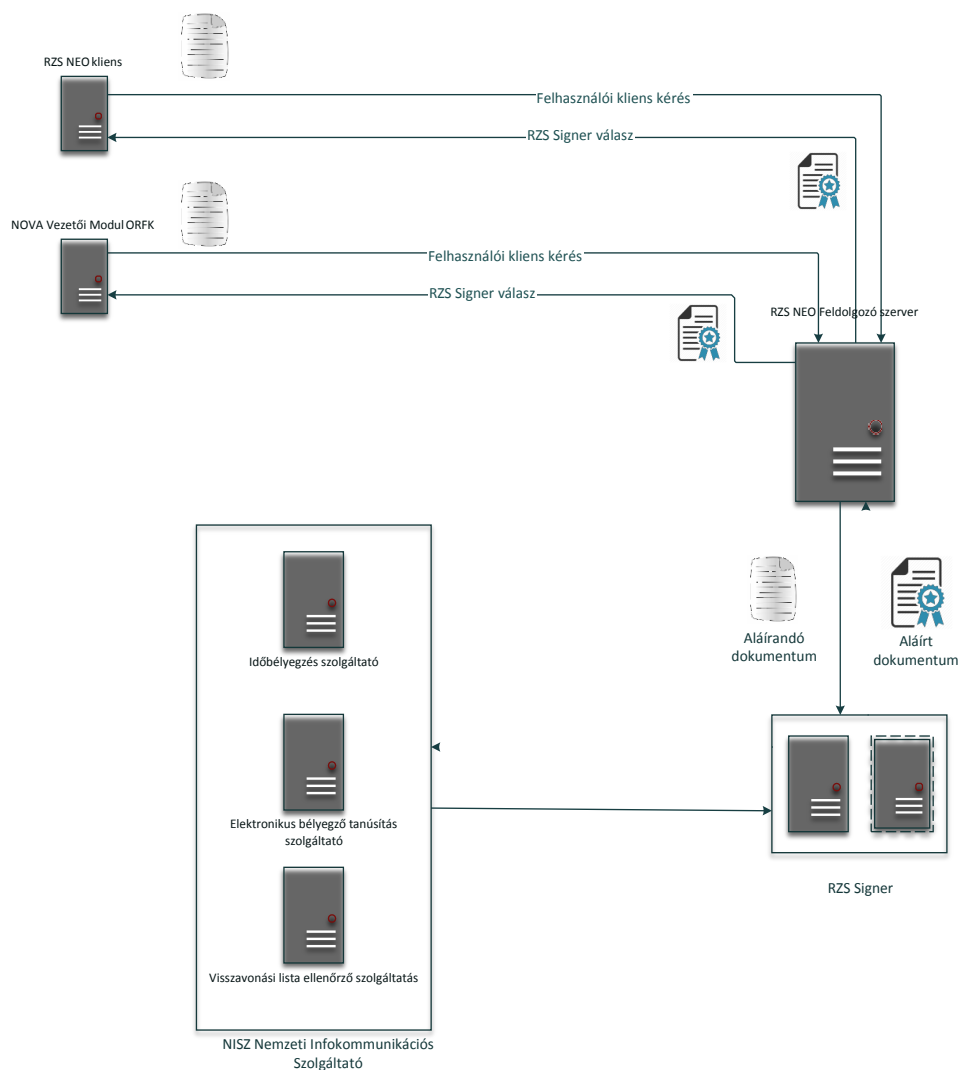 RZS NEO kliens
Felhasználói kliens kérés
RZS Signer válasz
NOVA Vezetői Modul ORFK
Felhasználói kliens kérés
RZS Signer válasz
RZS NEO Feldolgozó szerver
Aláírandó
dokumentum
Aláírt
dokumentum
Időbélyegzés szolgáltató
Elektronikus bélyegző tanúsítás
szolgáltató
Visszavonási lista ellenőrző szolgáltatás
RZS Signer
NISZ Nemzeti Infokommunikációs
Szolgáltató